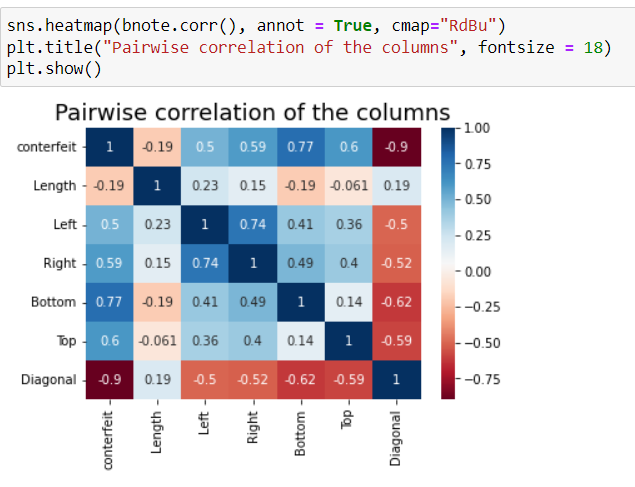 sns.heatmap(bnote.corr(), annot = True, cmap="RdBu")
plt.title("Pairwise correlation of the columns", fontsize = 18)
plt.show()
Pairwise correlation of the columns
conterfeit 1 -0.19 0.5 0.59 0.77 0.6 -0.9
Length -0.19 1 0.23 0.15 -0.19 -0.061 0.19
Left 0.5 0.23 1 0.74 0.41 0.36 -0.5
Right 0.59 0.15 0.74 1 0.49 0.4 -0.52
Bottom 0.77 -0.19 0.41 0.49 1 0.14 -0.62
Top 0.6 -0.061 0.36 0.4 0.14 1 -0.59
Diagonal -0.9 0.19 -0.5 -0.52 -0.62 -0.59 1
conterfeit Length Left Right Bottom Top Diagonal
1.00
0.75
0.50
0.25
0.00
−0.25
−0.50
−0.75